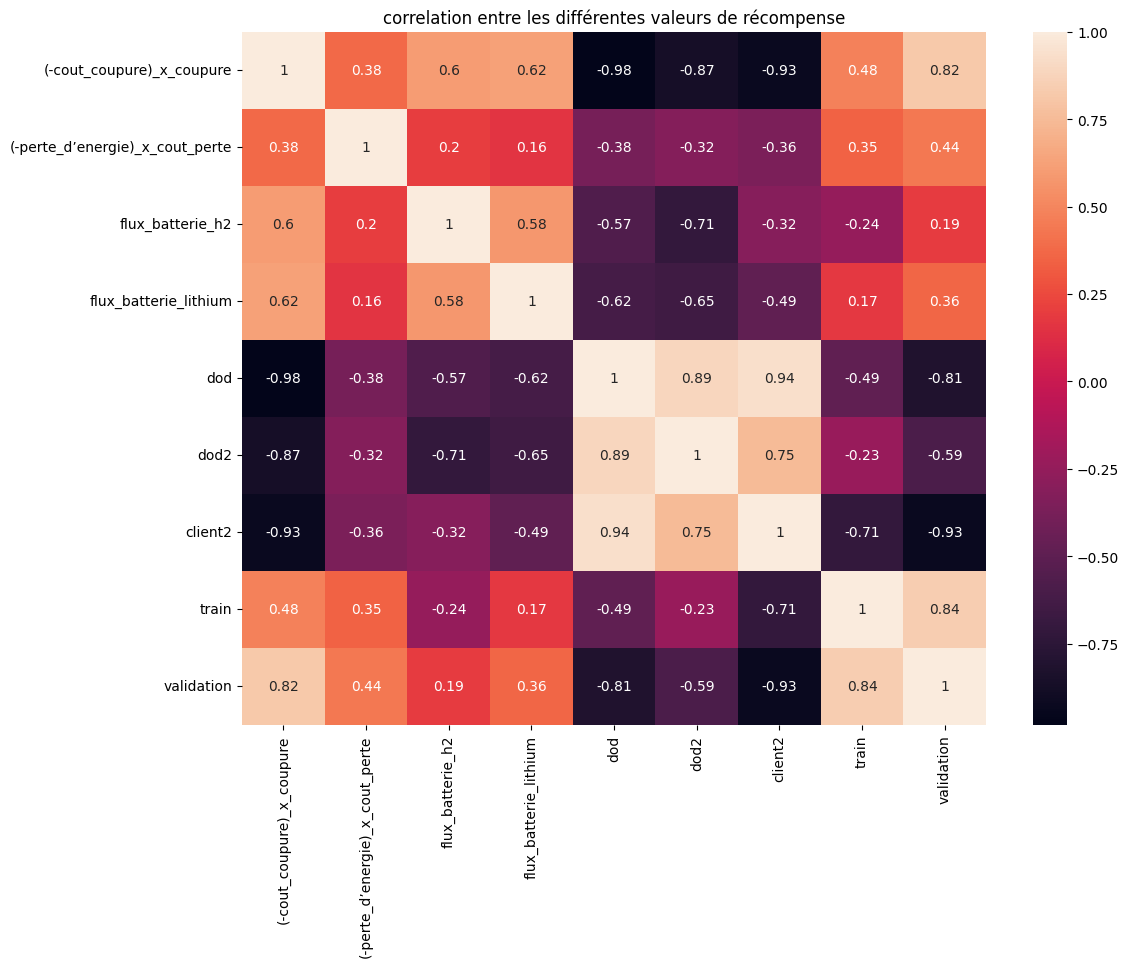 correlation entre les différentes valeurs de récompense
(-cout_coupure)_x_coupure 1 0.38 0.6 0.62 -0.98 -0.87 -0.93 0.48 0.82
(-perte_d’energie)_x_cout_perte 0.38 1 0.2 0.16 -0.38 -0.32 -0.36 0.35 0.44
flux_batterie_h2 0.6 0.2 1 0.58 -0.57 -0.71 -0.32 -0.24 0.19
flux_batterie_lithium 0.62 0.16 0.58 1 -0.62 -0.65 -0.49 0.17 0.36
dod -0.98 -0.38 -0.57 -0.62 1 0.89 0.94 -0.49 -0.81
dod2 -0.87 -0.32 -0.71 -0.65 0.89 1 0.75 -0.23 -0.59
client2 -0.93 -0.36 -0.32 -0.49 0.94 0.75 1 -0.71 -0.93
train 0.48 0.35 -0.24 0.17 -0.49 -0.23 -0.71 1 0.84
validation 0.82 0.44 0.19 0.36 -0.81 -0.59 -0.93 0.84 1
(-cout_coupure)_x_coupure
(-perte_d’energie)_x_cout_perte
flux_batterie_h2
flux_batterie_lithium
dod
dod2
client2
train
validation
1.00
0.75
0.50
0.25
0.00
−0.25
−0.50
−0.75